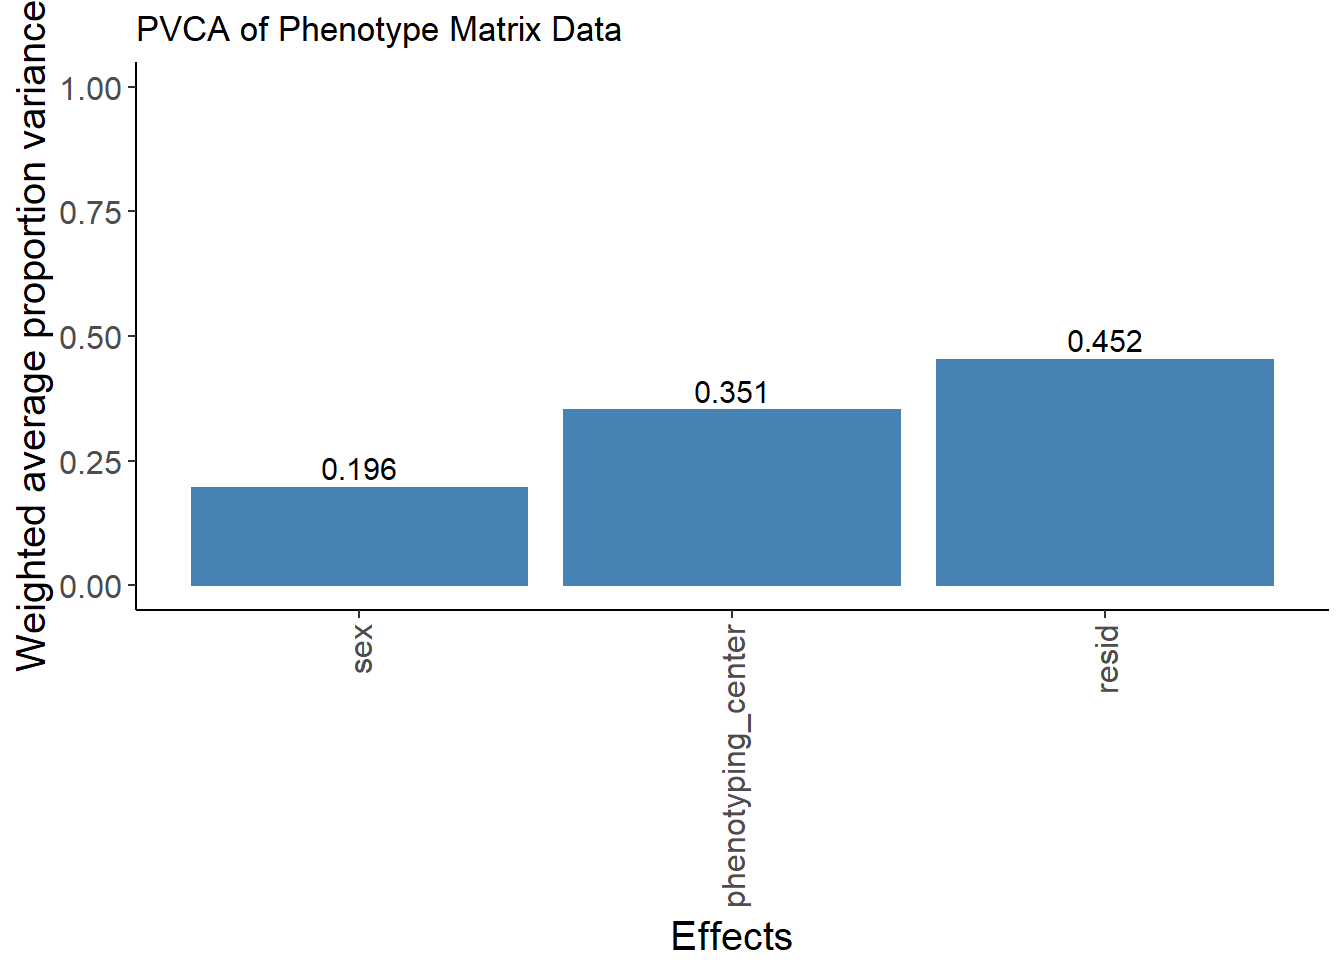 PVCA of Phenotype Matrix Data
Weighted average proportion variance
1.00
0.75
0.50
0.25
0.00
0.196
0.351
0.452
sex
phenotyping_center
resid
Effects